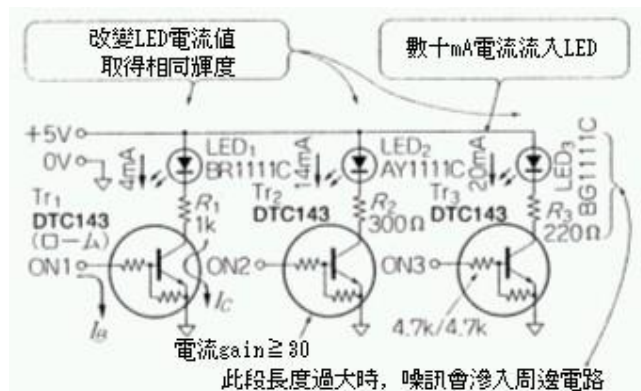 改變LED電流值
取得相同輝度
數十mA電流流入LED
+5V
0V
4mA
LED₁
BR1111C
14mA
LED₂
AY1111C
20mA
LED₃
BG1111C
Tr₁
DTC143
(ローム)
R₁
1k
Tr₂
DTC143
R₂
300Ω
Tr₃
DTC143
R₃
220Ω
ON1
I_B
I_C
ON2
ON3
4.7k/4.7k
電流gain≧30
此段長度過大時，噪訊會滲入周邊電路